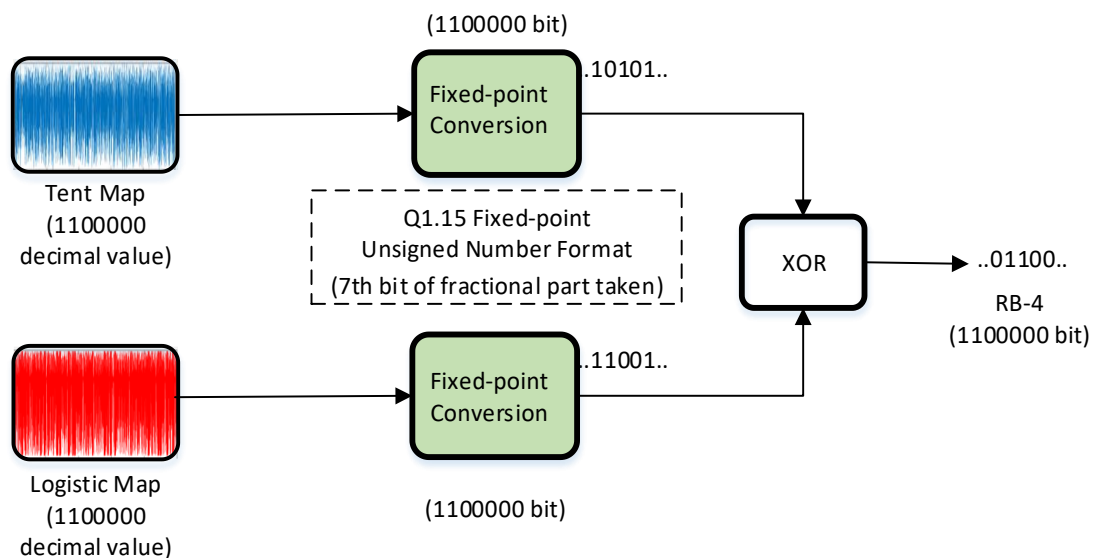 (1100000 bit)
Fixed-point
Conversion
..10101..
Tent Map
(1100000
decimal value)
Q1.15 Fixed-point
Unsigned Number Format
(7th bit of fractional part taken)
XOR
..01100..
RB-4
(1100000 bit)
Fixed-point
Conversion
..11001..
Logistic Map
(1100000
decimal value)
(1100000 bit)